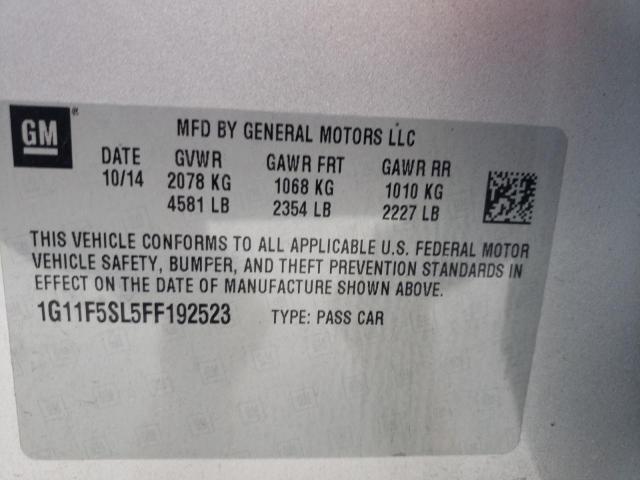 GM ®
MFD BY GENERAL MOTORS LLC
DATE GVWR GAWR FRT GAWR RR
10/14 2078 KG 1068 KG 1010 KG
4581 LB 2354 LB 2227 LB
THIS VEHICLE CONFORMS TO ALL APPLICABLE U.S. FEDERAL MOTOR
VEHICLE SAFETY, BUMPER, AND THEFT PREVENTION STANDARDS IN
EFFECT ON THE DATE OF MANUFACTURE SHOWN ABOVE.
1G11F5SL5FF192523 TYPE: PASS CAR